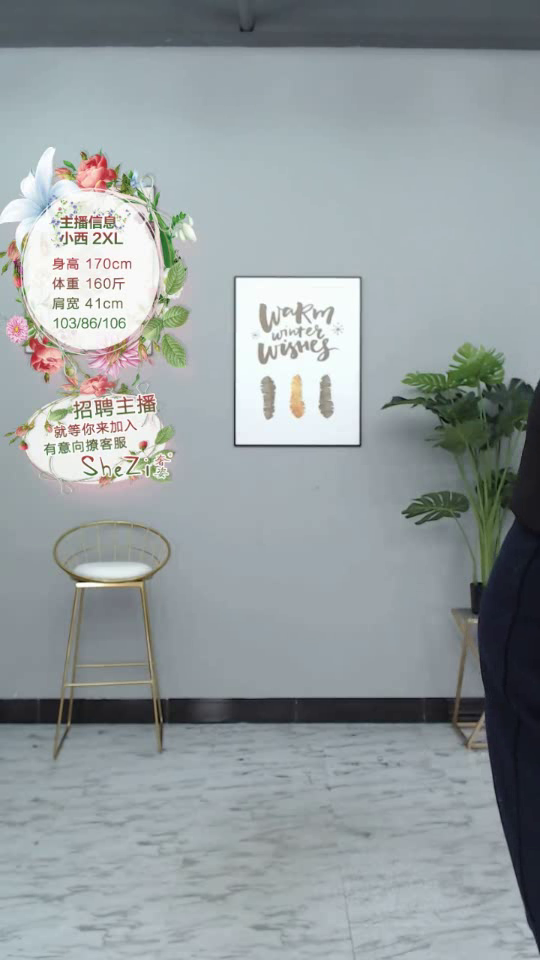 主播信息
小西 2XL
身高 170cm
体重 160斤
肩宽 41cm
103/86/106
招聘主播
就等你来加入
有意向撩客服
SheZi
warm
winter
wishes